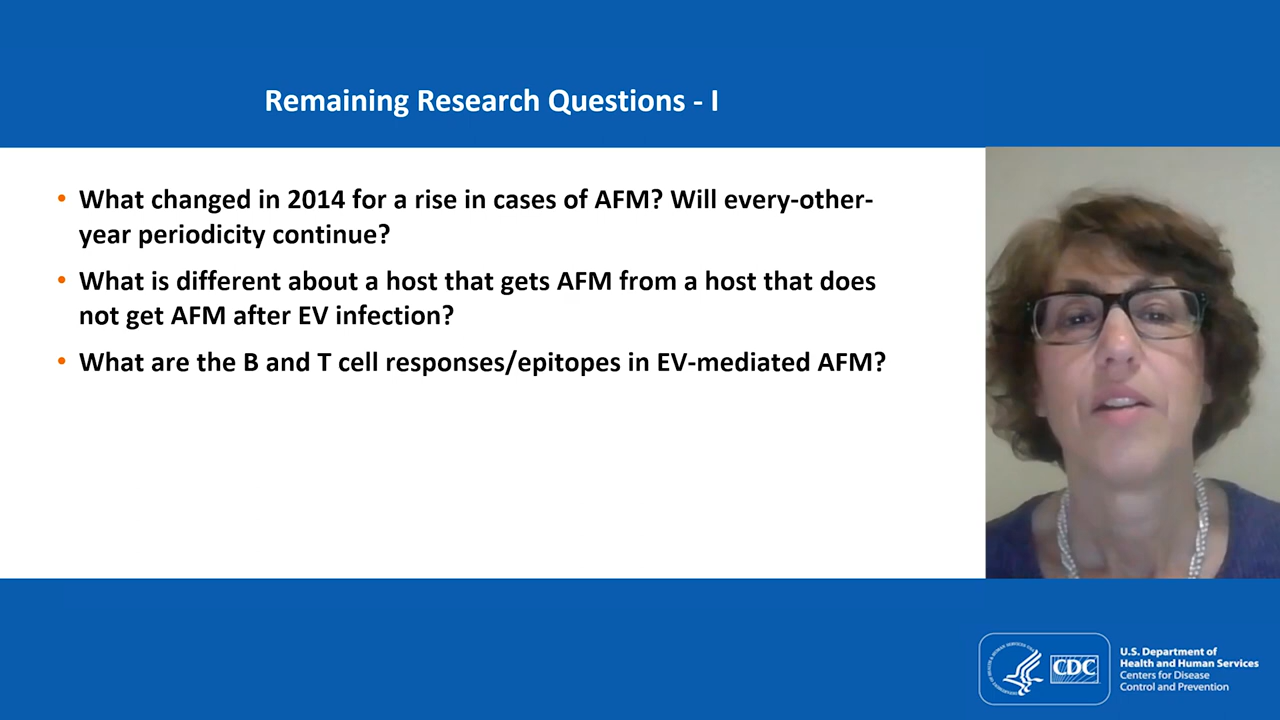 Remaining Research Questions - I
• What changed in 2014 for a rise in cases of AFM? Will every-other-
year periodicity continue?
• What is different about a host that gets AFM from a host that does
not get AFM after EV infection?
• What are the B and T cell responses/epitopes in EV-mediated AFM?
CDC
U.S. Department of
Health and Human Services
Centers for Disease
Control and Prevention